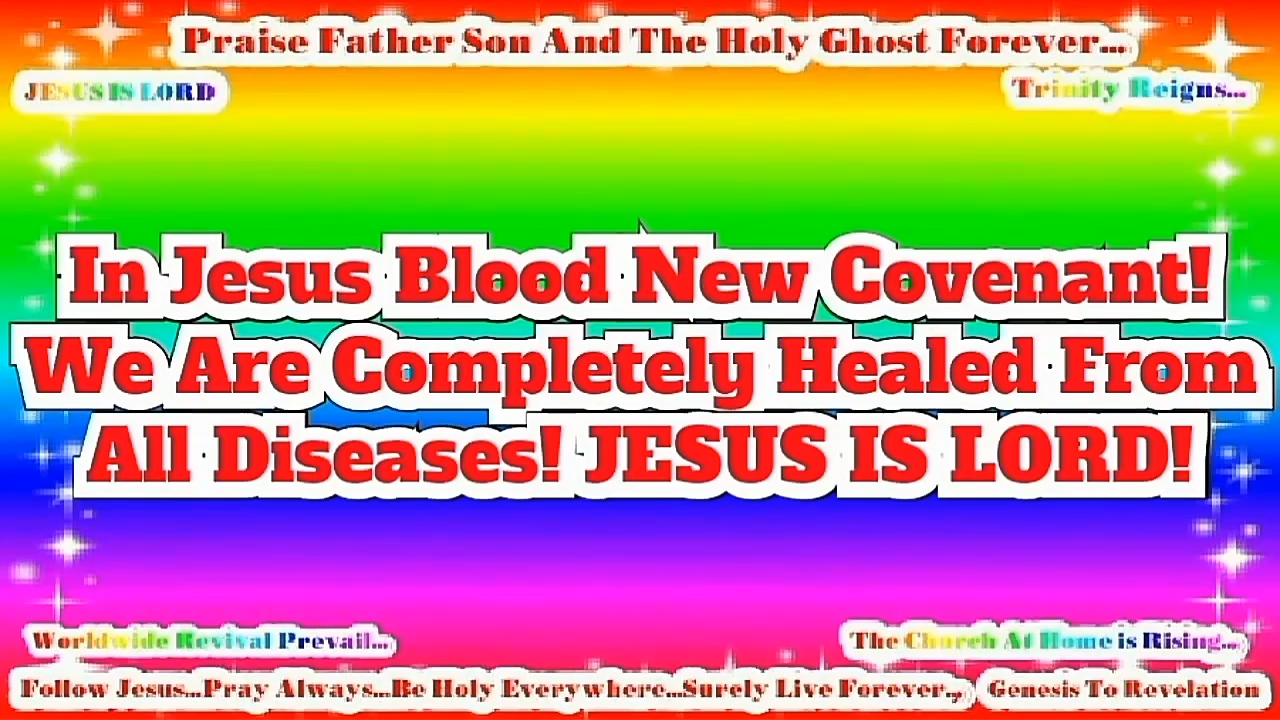 Praise Father Son And The Holy Ghost Forever...
JESUS IS LORD
Trinity Reigns...
In Jesus Blood New Covenant!
We Are Completely Healed From
All Diseases! JESUS IS LORD!
Worldwide Revival Prevail...
The Church At Home is Rising...
Follow Jesus...Pray Always...Be Holy Everywhere...Surely Live Forever...
Genesis To Revelation